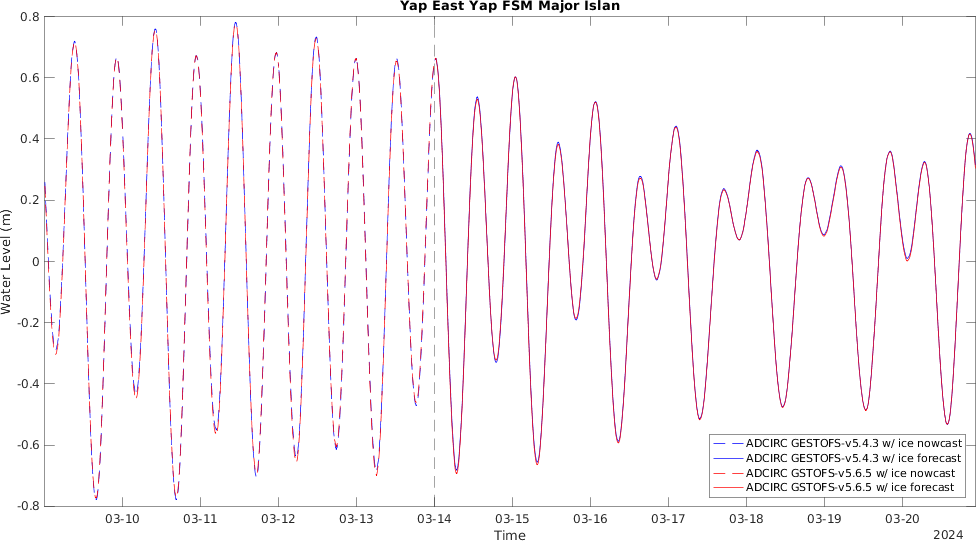 Yap East Yap FSM Major Islan
0.8
0.6
0.4
0.2
0
-0.2
-0.4
-0.6
-0.8
Water Level (m)
ADCIRC GESTOFS-v5.4.3 w/ ice nowcast
ADCIRC GESTOFS-v5.4.3 w/ ice forecast
ADCIRC GSTOFS-v5.6.5 w/ ice nowcast
ADCIRC GSTOFS-v5.6.5 w/ ice forecast
03-10 03-11 03-12 03-13 03-14 03-15 03-16 03-17 03-18 03-19 03-20
Time
2024